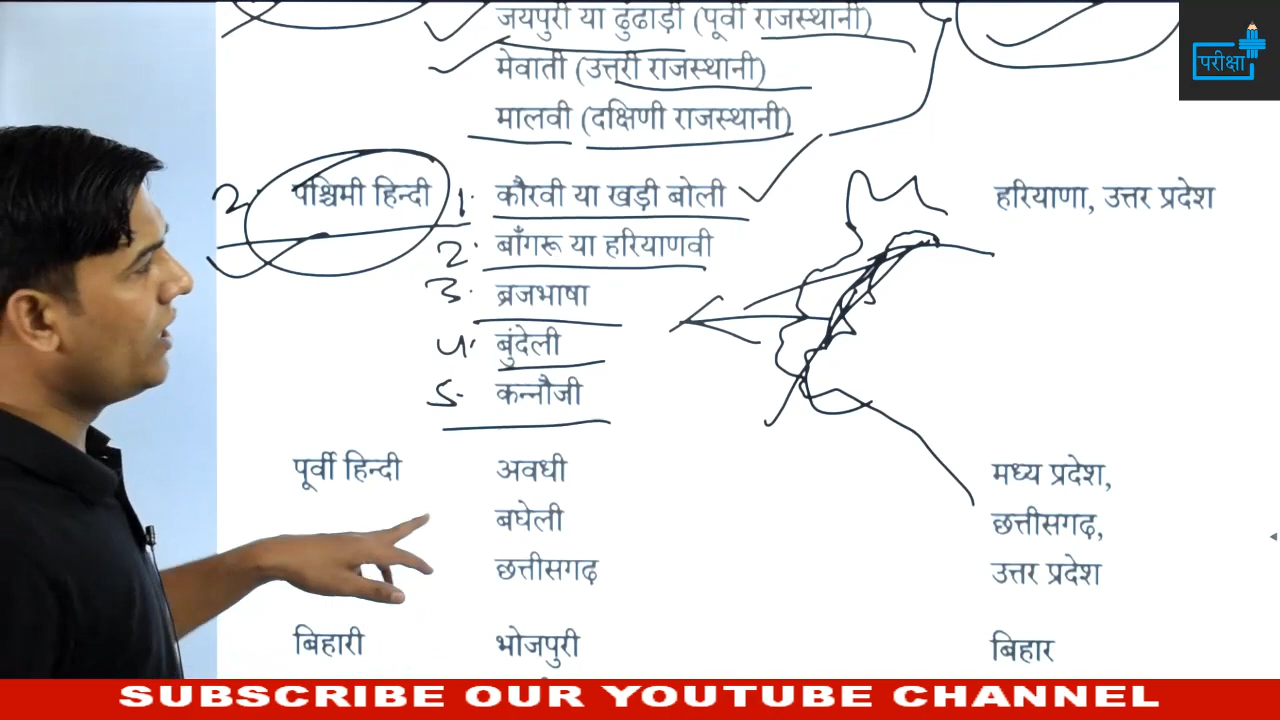 जयपुरी या ढुंढाड़ी (पूर्वी राजस्थानी)
मेवाती (उत्तरी राजस्थानी)
मालवी (दक्षिणी राजस्थानी)
परीक्षा
2. पश्चिमी हिन्दी 1. कौरवी या खड़ी बोली हरियाणा, उत्तर प्रदेश
2. बाँगरू या हरियाणवी
3. ब्रजभाषा
4. बुंदेली
5. कन्नौजी
पूर्वी हिन्दी अवधी मध्य प्रदेश,
बघेली छत्तीसगढ़,
छत्तीसगढ़ उत्तर प्रदेश
बिहारी भोजपुरी बिहार
SUBSCRIBE OUR YOUTUBE CHANNEL